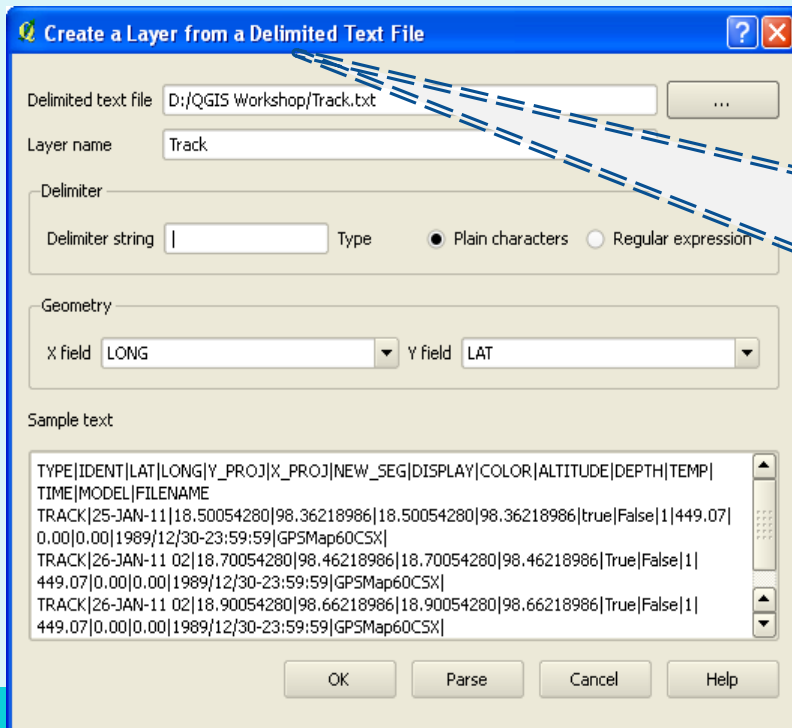 Create a Layer from a Delimited Text File
Delimited text file D:/QGIS Workshop/Track.txt ...
Layer name Track
Delimiter
Delimiter string | Type Plain characters Regular expression
Geometry
X field LONG Y field LAT
Sample text
TYPE|IDENT|LAT|LONG|Y_PROJ|X_PROJ|NEW_SEG|DISPLAY|COLOR|ALTITUDE|DEPTH|TEMP|
TIME|MODEL|FILENAME
TRACK|25-JAN-11|18.50054280|98.36218986|18.50054280|98.36218986|true|False|1|449.07|
0.00|0.00|1989/12/30-23:59:59|GPSMap60CSX|
TRACK|26-JAN-11 02|18.70054280|98.46218986|18.70054280|98.46218986|True|False|1|
449.07|0.00|0.00|1989/12/30-23:59:59|GPSMap60CSX|
TRACK|26-JAN-11 02|18.90054280|98.66218986|18.90054280|98.66218986|True|False|1|
449.07|0.00|0.00|1989/12/30-23:59:59|GPSMap60CSX|
OK Parse Cancel Help